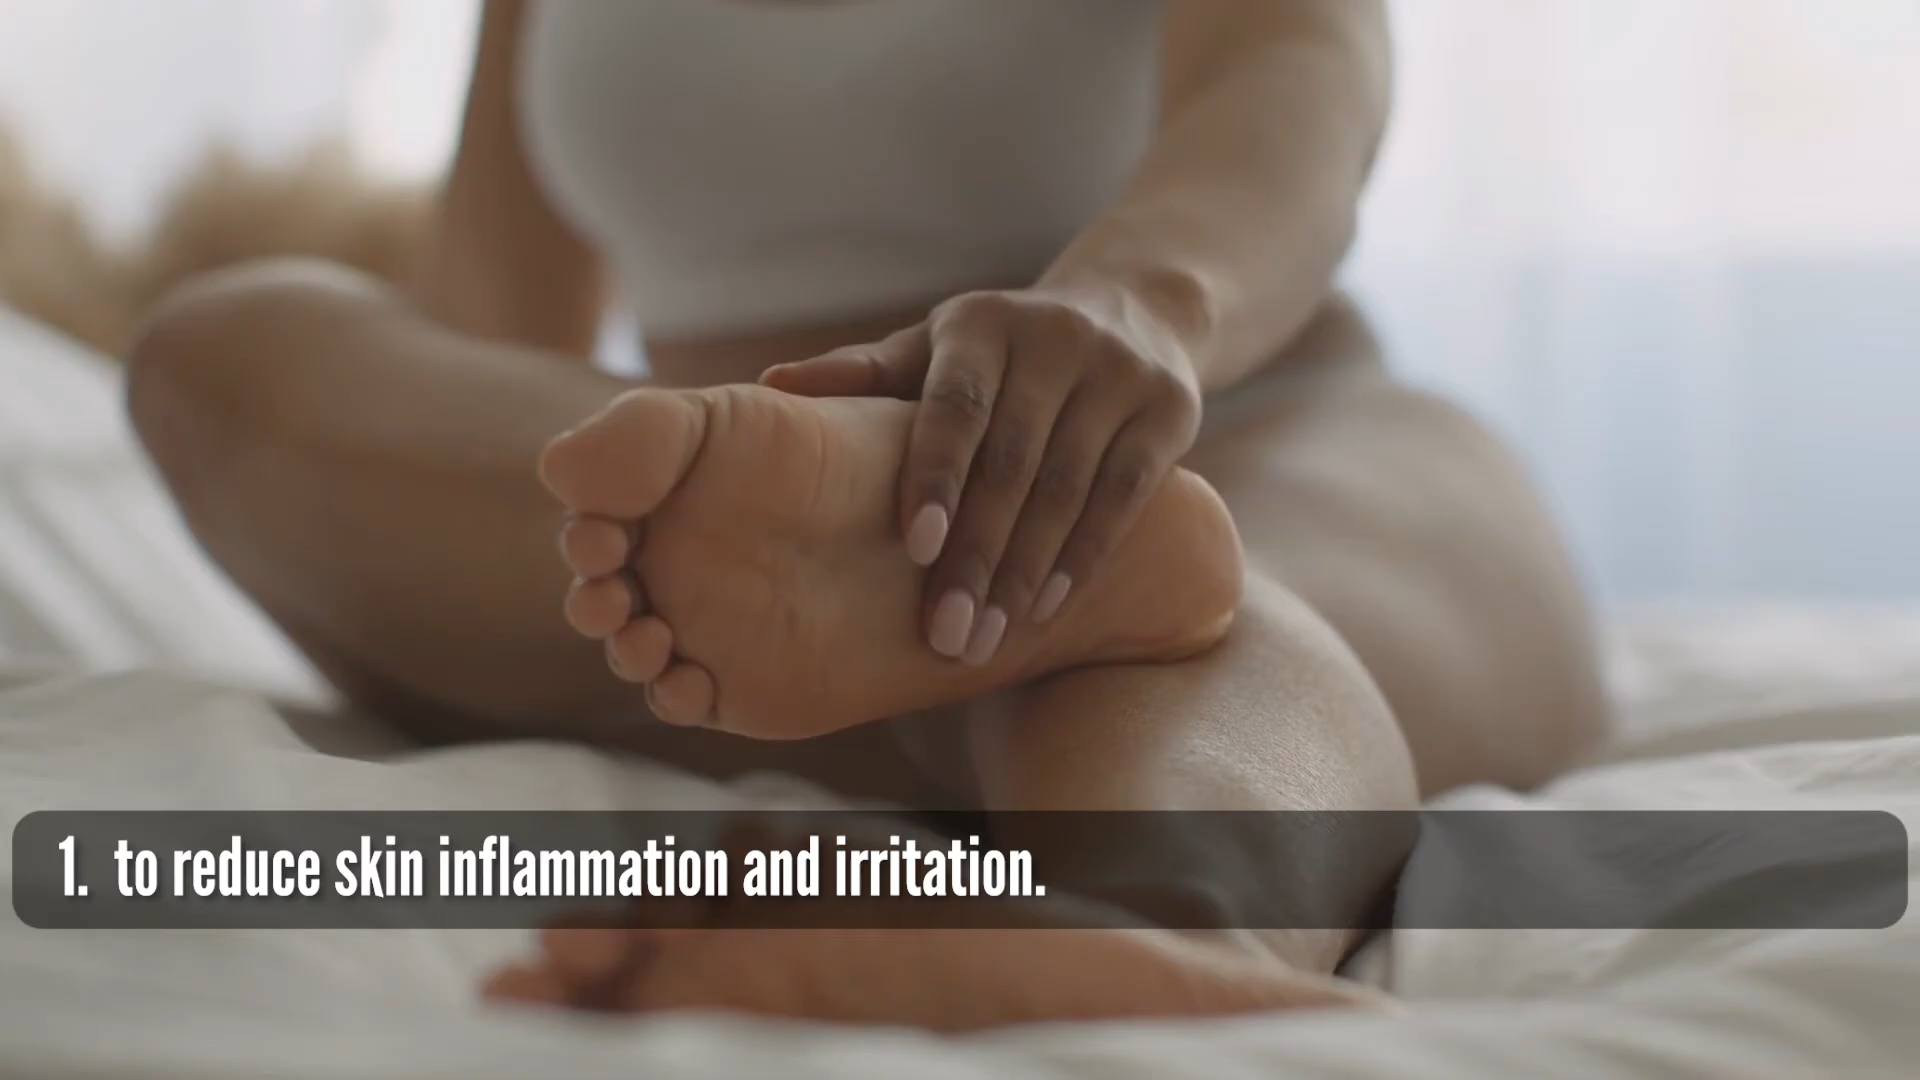 1. to reduce skin inflammation and irritation.